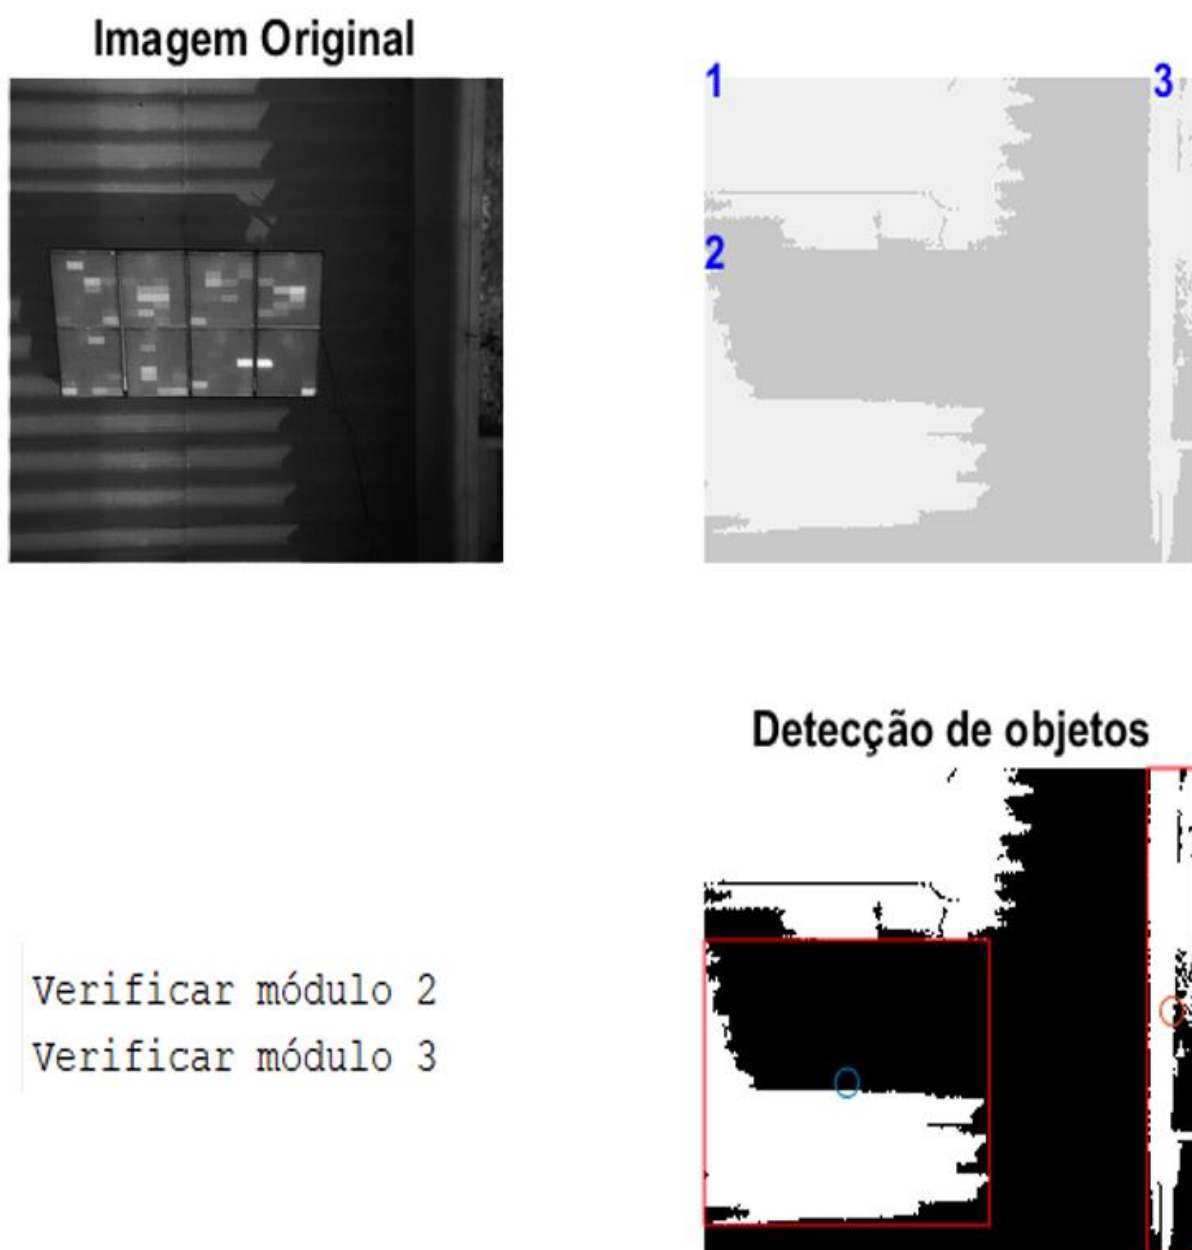 Imagem Original
1
3
2
Detecção de objetos
Verificar módulo 2
Verificar módulo 3